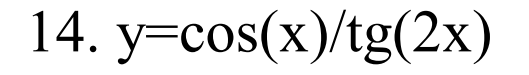 14. y=cos(x)/tg(2x)